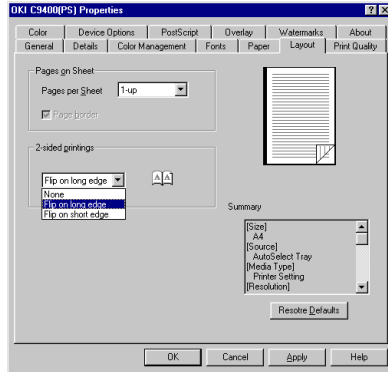 OKI C9400(PS) Properties
Color Device Options PostScript Overlay Watermarks About
General Details Color Management Fonts Paper Layout Print Quality
Pages on Sheet
Pages per Sheet 1-up
Page border
2-sided printings
Flip on long edge
A A
None
Flip on long edge
Flip on short edge
Summary
[Size]
A4
[Source]
AutoSelect Tray
[Media Type]
Printer Setting
[Resolution]
Resotre Defaults
OK Cancel Apply Help